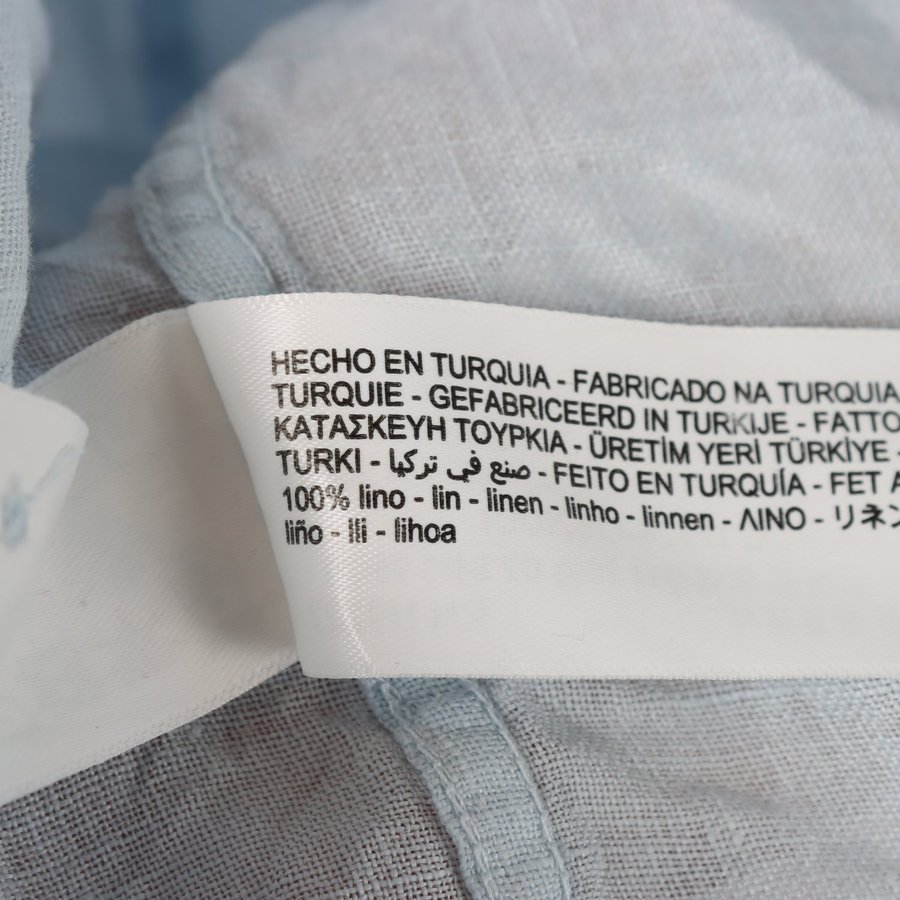 HECHO EN TURQUIA - FABRICADO NA TURQUIA
TURQUIE - GEFABRICEERD IN TURKIJE - FATTO
ΚΑΤΑΣΚΕΥΗ ΤΟΥΡΚΙΑ - ÜRETİM YERİ TÜRKİYE -
TURKI - صنع في تركيا - FEITO EN TURQUÍA - FET A
100% lino - lin - linen - linho - linnen - ΛΙΝΟ - リネン
liño - lli - lihoa